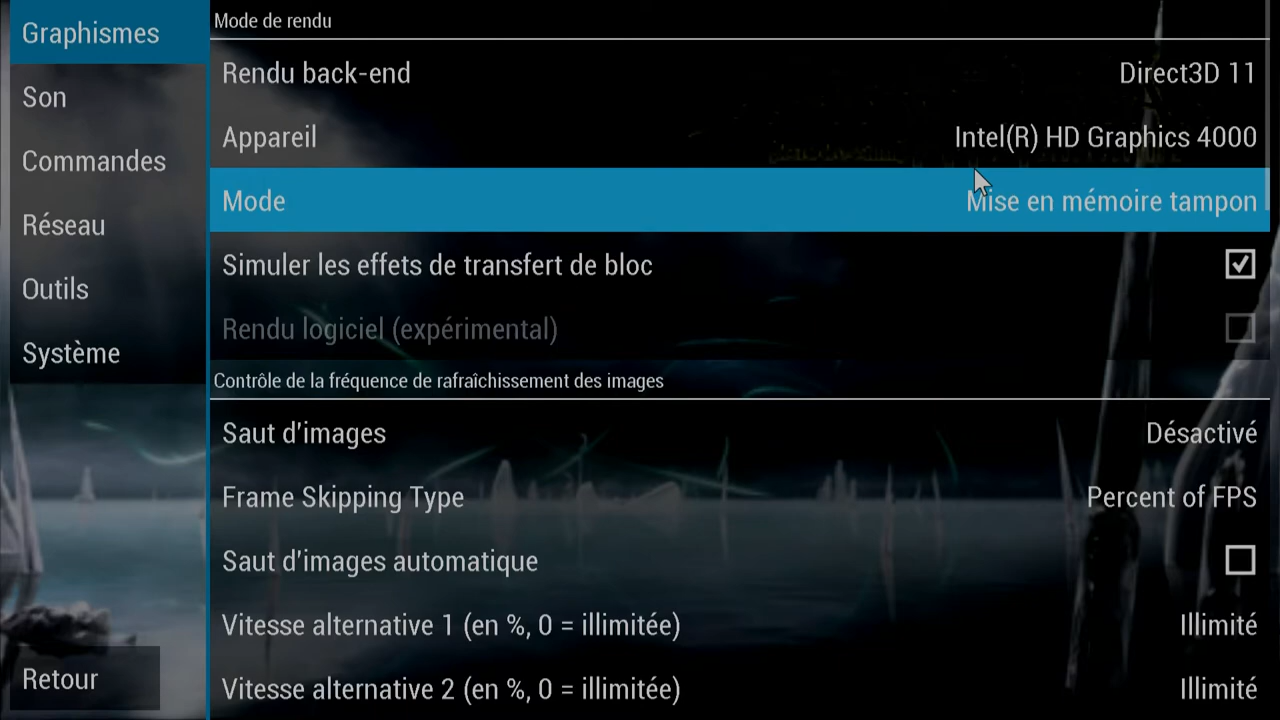 Graphismes
Son
Commandes
Réseau
Outils
Système
Retour
Mode de rendu
Rendu back-end Direct3D 11
Appareil Intel(R) HD Graphics 4000
Mode Mise en mémoire tampon
Simuler les effets de transfert de bloc
Rendu logiciel (expérimental)
Contrôle de la fréquence de rafraîchissement des images
Saut d'images Désactivé
Frame Skipping Type Percent of FPS
Saut d'images automatique
Vitesse alternative 1 (en %, 0 = illimitée) Illimité
Vitesse alternative 2 (en %, 0 = illimitée) Illimité